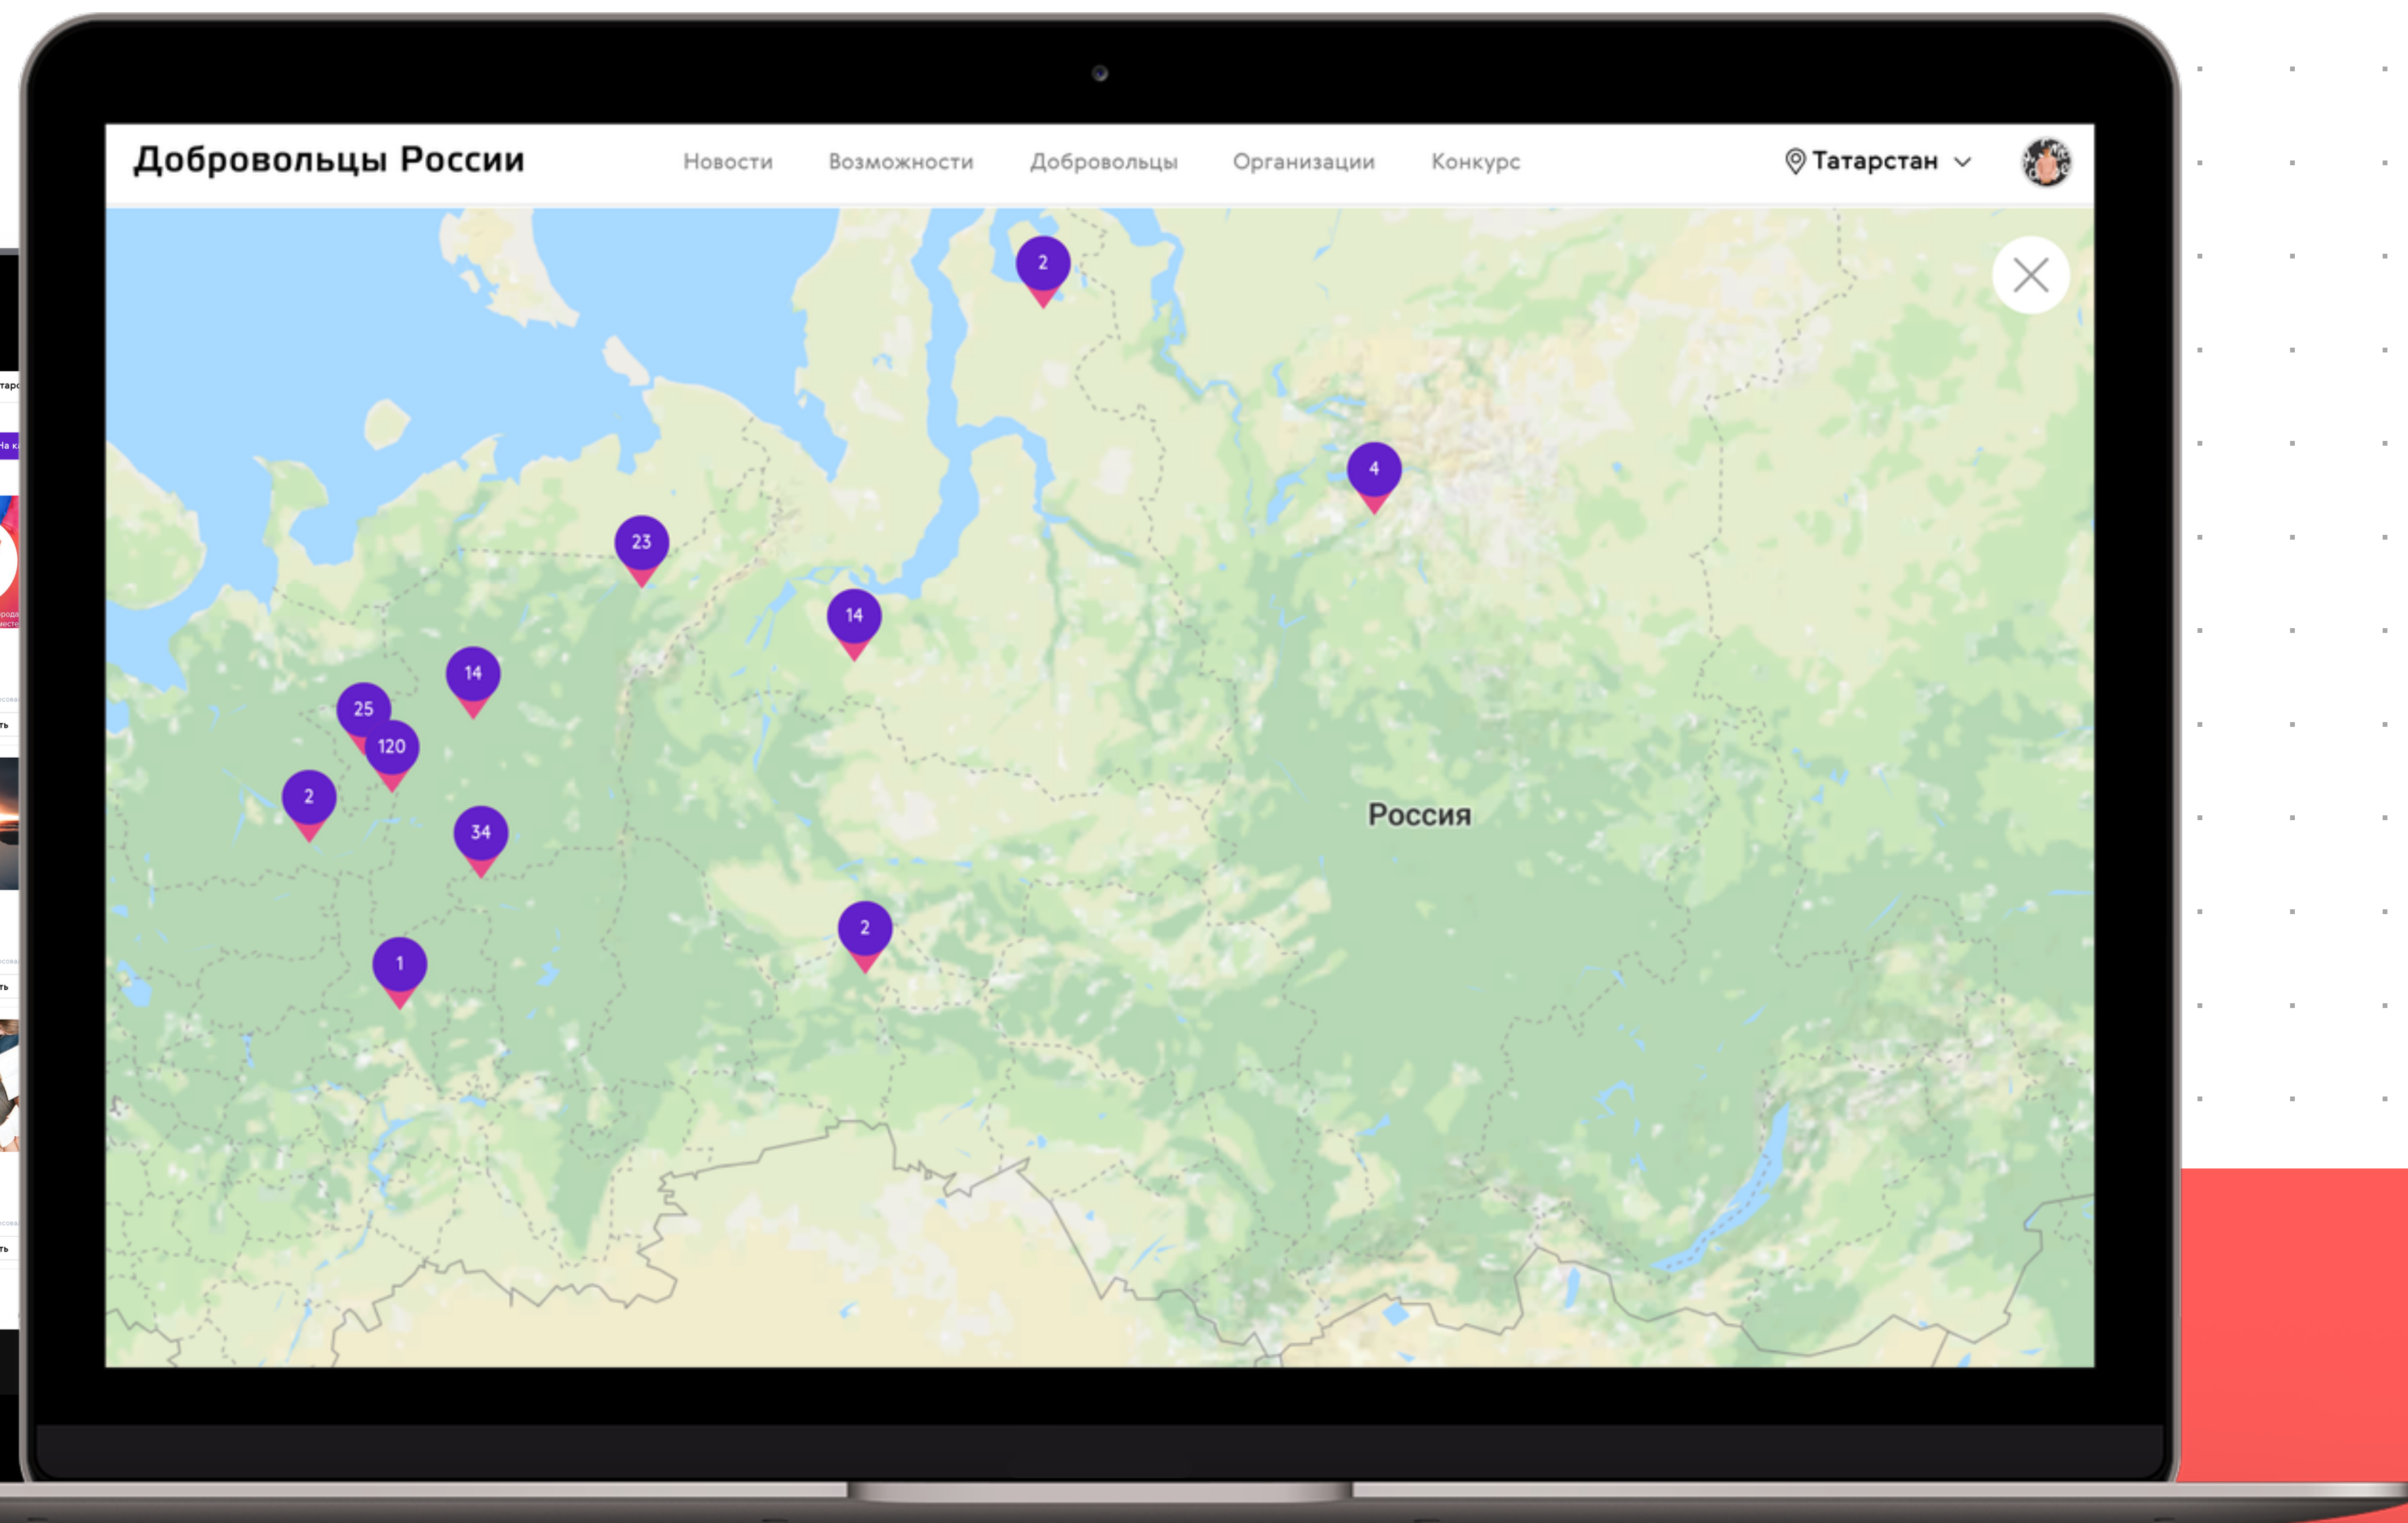 Добровольцы России
Новости
Возможности
Добровольцы
Организации
Конкурс
Татарстан
2
4
23
14
14
25
120
2
34
Россия
2
1